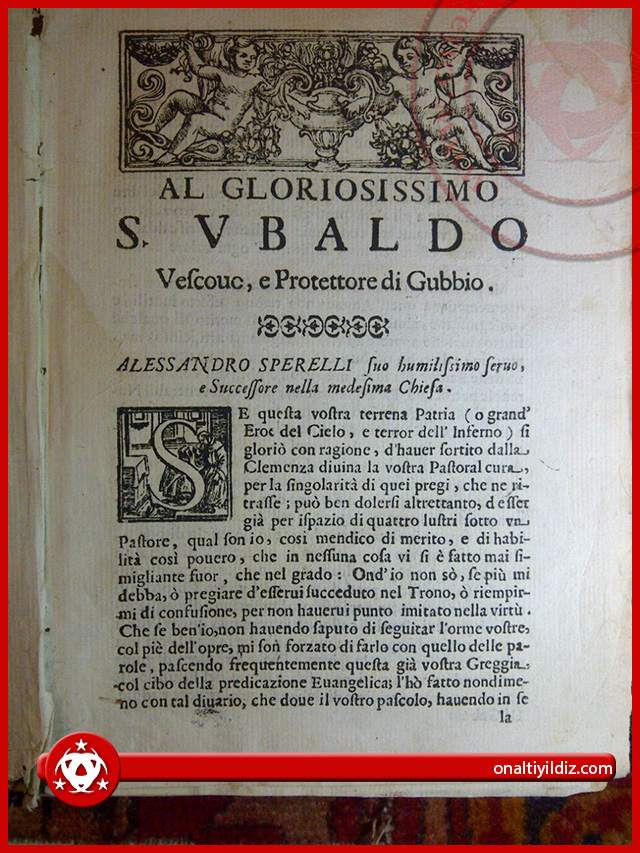 AL GLORIOSISSIMO
S. VBALDO
Veſcouo, e Protettore di Gubbio.
ALESSANDRO SPERELLI ſuo humiliſſimo ſeruo,
e Succeſſore nella medeſima Chieſa.
SE queſta voſtra terrena Patria (o grand'
Eroe del Cielo, e terror dell' Inferno) ſi
gloriò con ragione, d'hauer ſortito dalla
Clemenza diuina la voſtra Paſtoral cura,
per la ſingolarità di quei pregi, che ne ri-
traſſe; può ben dolerſi altrettanto, d'eſſer
già per iſpazio di quattro luſtri ſotto vn
Paſtore, qual ſon io, così mendico di merito, e di habi-
lità così pouero, che in neſſuna coſa vi ſi è fatto mai ſi-
migliante fuor, che nel grado: Ond'io non sò, ſe più mi
debba, ò pregiare d'eſſerui ſucceduto nel Trono, ò riempir-
mi di confuſione, per non hauerui punto imitato nella virtù.
Che ſe ben'io, non hauendo ſaputo di ſeguitar l'orme voſtre,
col piè dell'opre, mi ſon forzato di farlo con quello delle pa-
role, paſcendo frequentemente queſta già voſtra Greggia
col cibo della predicazione Euangelica; l'hò fatto nondime-
no con tal diuario, che doue il voſtro paſcolo, hauendo in ſe
la
onaltiyildiz.com